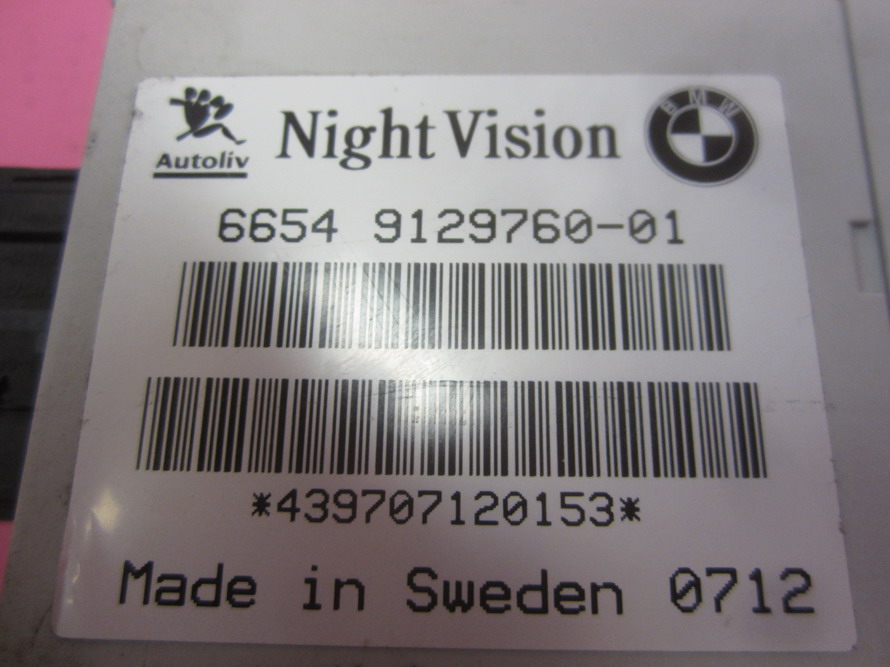 Autoliv
Night Vision
BMW
6654 9129760-01
*439707120153*
Made in Sweden 0712